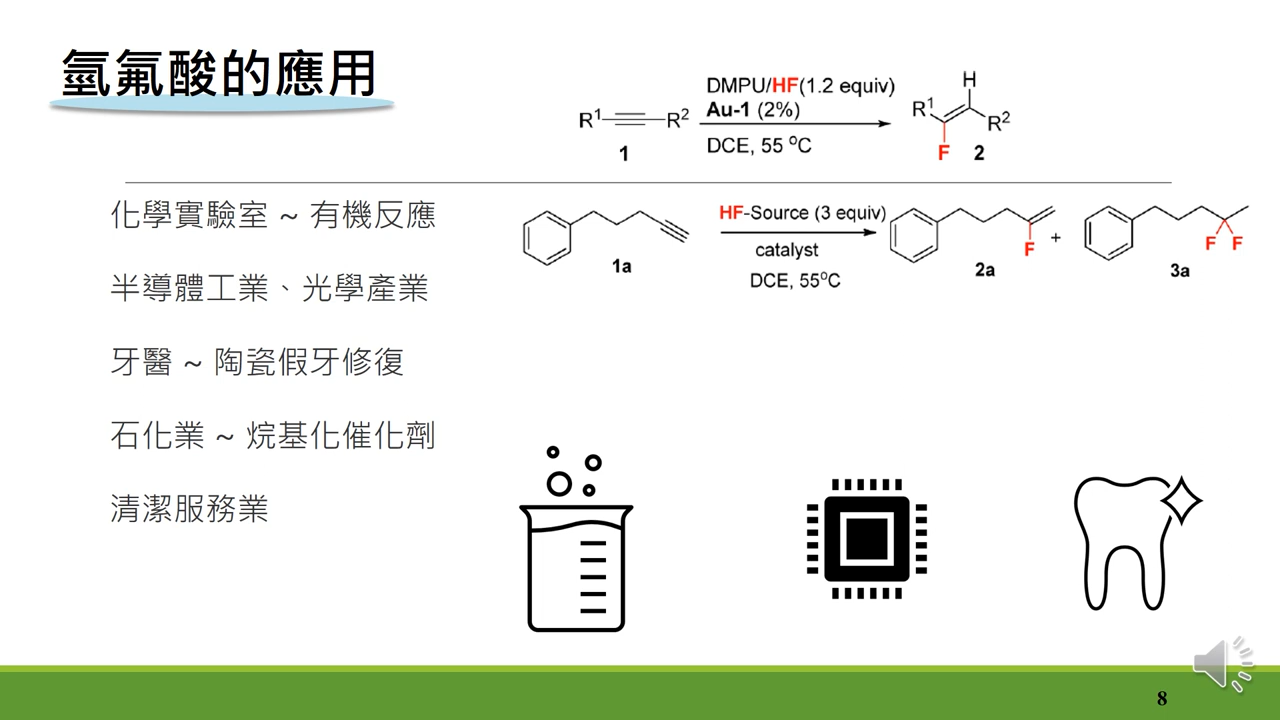 氫氟酸的應用
DMPU/HF(1.2 equiv)
Au-1 (2%)
DCE, 55 ºC
R¹
R²
1
R¹
H
R²
F
2
化學實驗室 ~ 有機反應
半導體工業、光學產業
牙醫 ~ 陶瓷假牙修復
石化業 ~ 烷基化催化劑
清潔服務業
HF-Source (3 equiv)
catalyst
DCE, 55ºC
1a
F
2a
+
F F
3a
8